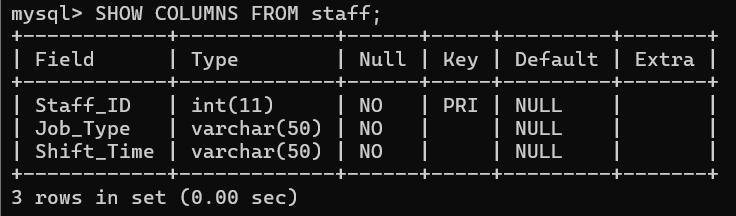 mysql> SHOW COLUMNS FROM staff;
+------------+-------------+------+-----+---------+-------+
| Field      | Type        | Null | Key | Default | Extra |
+------------+-------------+------+-----+---------+-------+
| Staff_ID   | int(11)     | NO   | PRI | NULL    |       |
| Job_Type   | varchar(50) | NO   |     | NULL    |       |
| Shift_Time | varchar(50) | NO   |     | NULL    |       |
+------------+-------------+------+-----+---------+-------+
3 rows in set (0.00 sec)